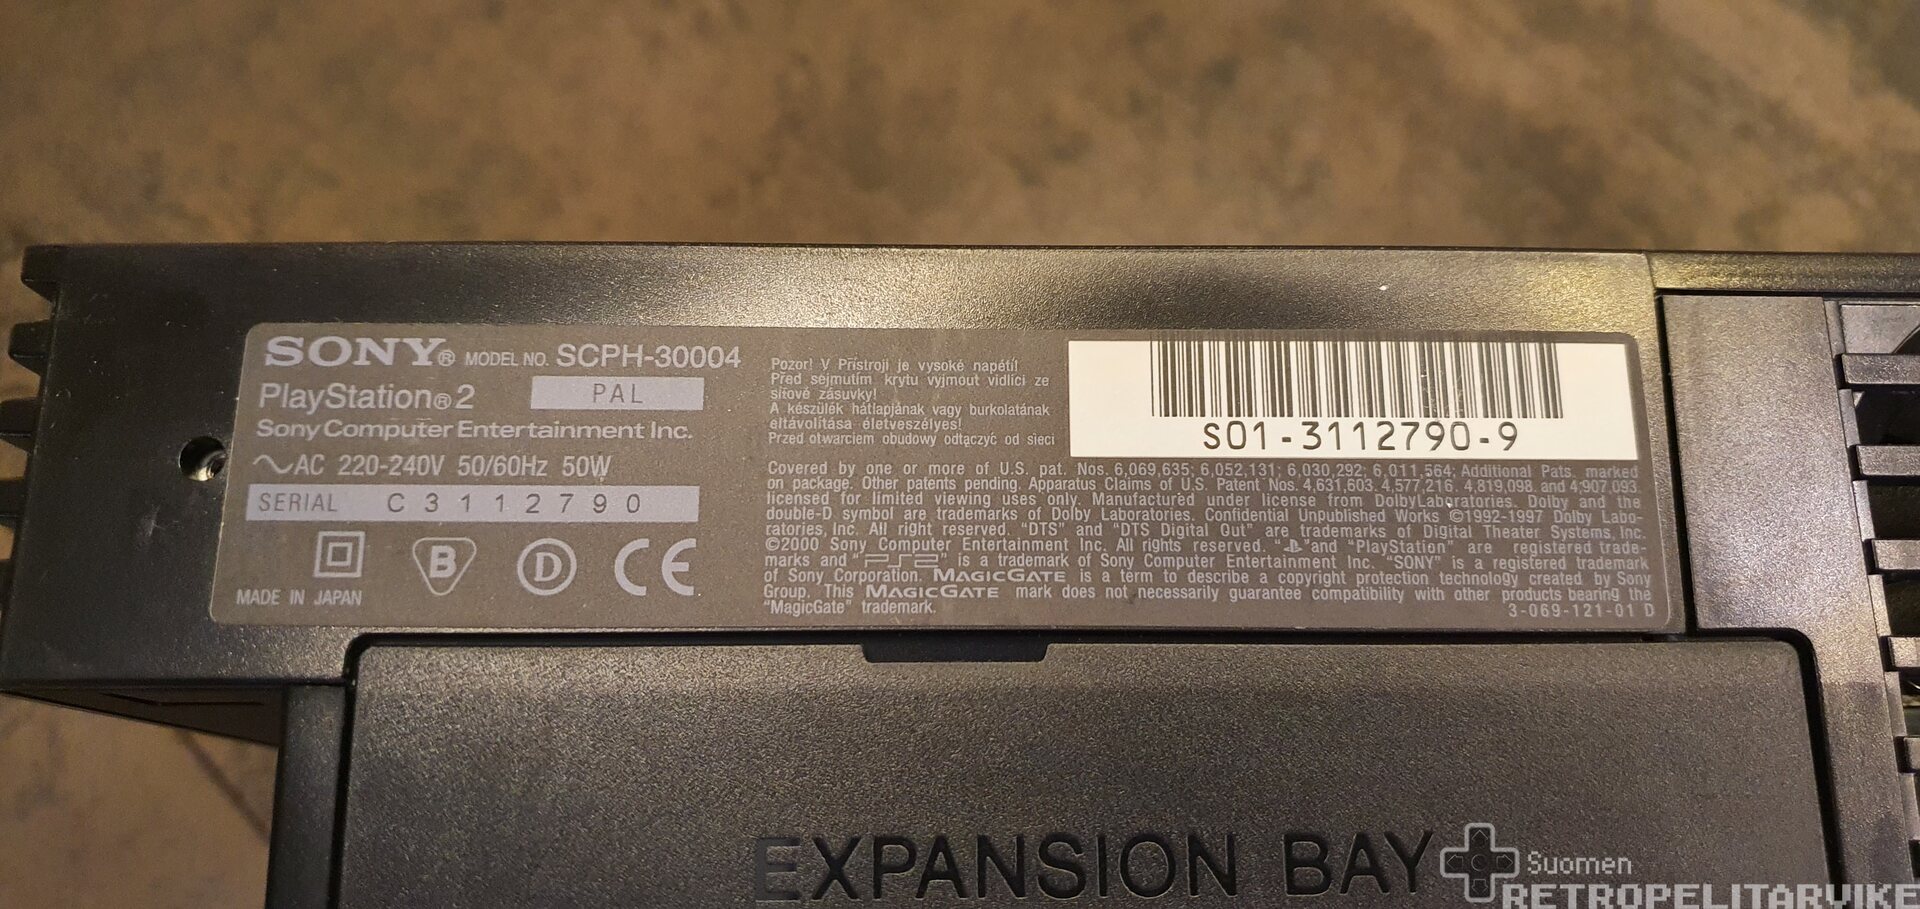 SONY® MODEL NO. SCPH-30004
PlayStation®2 PAL
Sony Computer Entertainment Inc.
AC 220-240V 50/60Hz 50W
SERIAL C3112790
B D CE
MADE IN JAPAN
Pozor! V Přístroji je vysoké napětí!
Před sejmutím krytu vyjmout vidlici ze
síťové zásuvky!
A készülék hátlapjának vagy burkolatának
eltávolítása életveszélyes!
Przed otwarciem obudowy odłączyć od sieci
S01-3112790-9
Covered by one or more of U.S. pat. Nos. 6,069,635; 6,052,131; 6,030,292; 6,011,564; Additional Pats. marked
on package. Other patents pending. Apparatus Claims of U.S. Patent Nos. 4,631,603, 4,577,216, 4,819,098, and 4,907,093
licensed for limited viewing uses only. Manufactured under license from Dolby Laboratories. Dolby and the
double-D symbol are trademarks of Dolby Laboratories. Confidential Unpublished Works ©1992-1997 Dolby Labo-
ratories, Inc. All right reserved. "DTS" and "DTS Digital Out" are trademarks of Digital Theater Systems, Inc.
©2000 Sony Computer Entertainment Inc. All rights reserved. " " and "PlayStation" are registered trade-
marks and "PS2" is a trademark of Sony Computer Entertainment Inc. "SONY" is a registered trademark
of Sony Corporation. MAGICGATE is a term to describe a copyright protection technology created by Sony
Group. This MAGICGATE mark does not necessarily guarantee compatibility with other products bearing the
"MagicGate" trademark.
3-069-121-01 D
EXPANSION BAY
Suomen
RETROPELITARVIKE